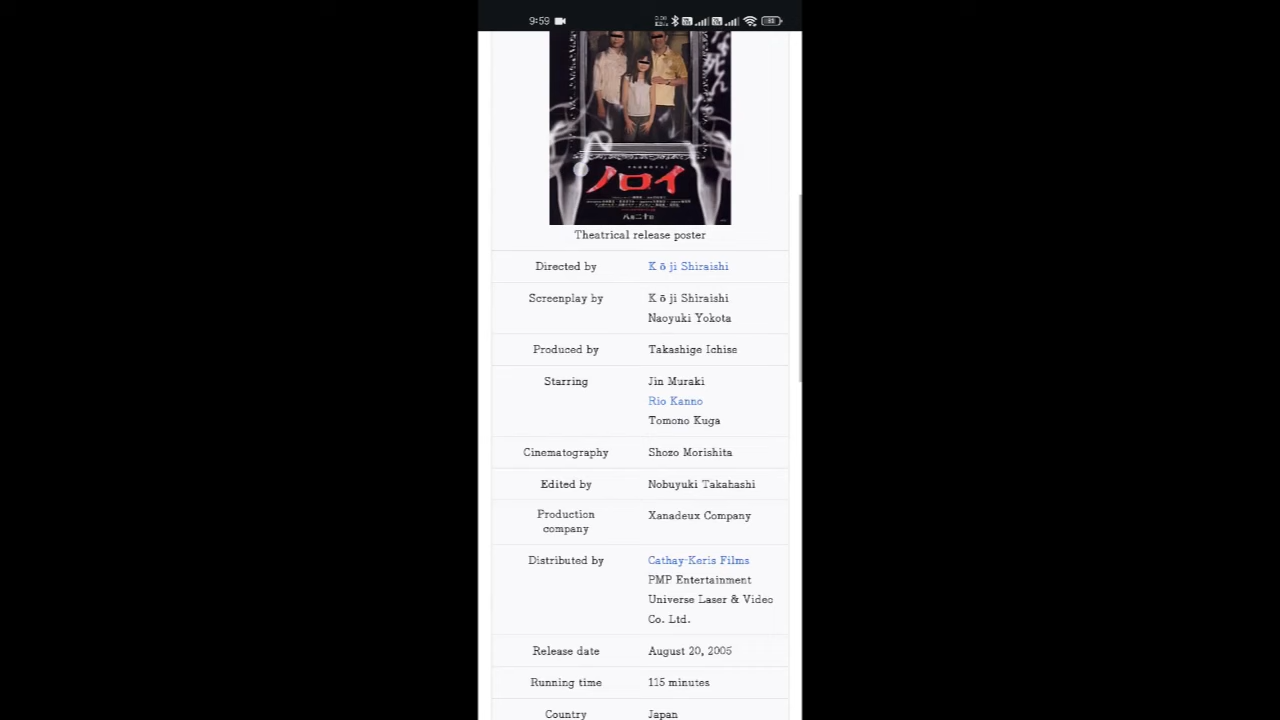 9:59
ノロイ
Theatrical release poster
Directed by
Kōji Shiraishi
Screenplay by
Kōji Shiraishi
Naoyuki Yokota
Produced by
Takashige Ichise
Starring
Jin Muraki
Rio Kanno
Tomono Kuga
Cinematography
Shozo Morishita
Edited by
Nobuyuki Takahashi
Production
company
Xanadeux Company
Distributed by
Cathay-Keris Films
PMP Entertainment
Universe Laser & Video
Co. Ltd.
Release date
August 20, 2005
Running time
115 minutes
Country
Japan